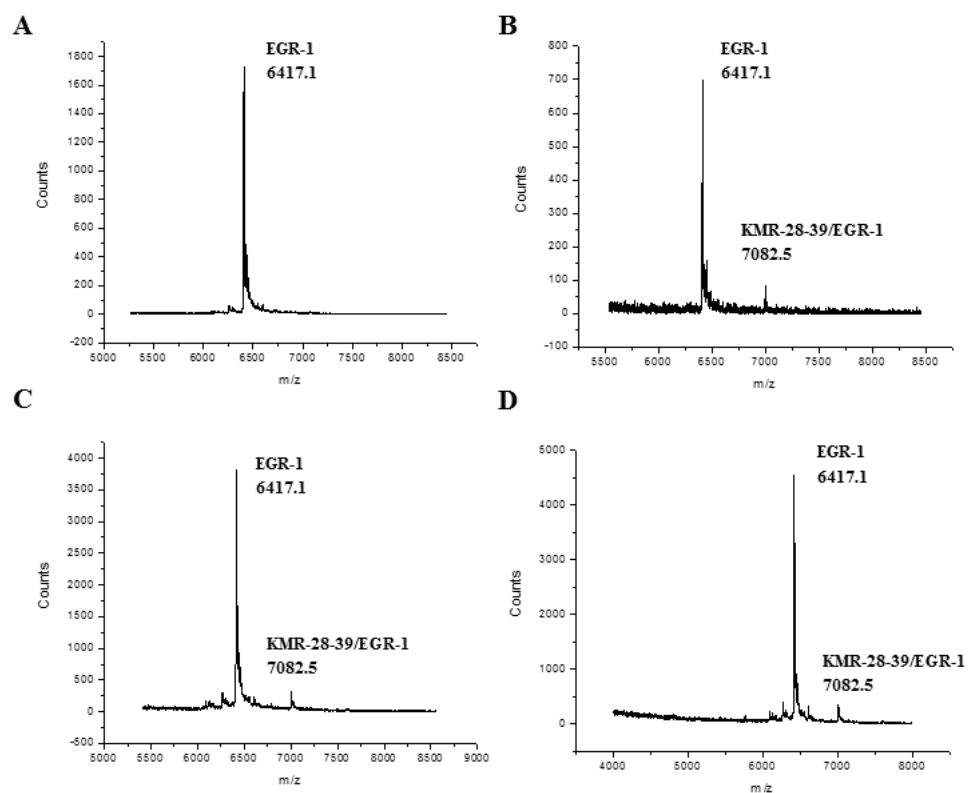 A
EGR-1
6417.1
1800
1600
1400
1200
1000
800
600
400
200
0
-200
Counts
5000 5500 6000 6500 7000 7500 8000 8500
m/z
B
EGR-1
6417.1
KMR-28-39/EGR-1
7082.5
800
700
600
500
400
300
200
100
0
-100
Counts
5500 6000 6500 7000 7500 8000 8500
m/z
C
EGR-1
6417.1
KMR-28-39/EGR-1
7082.5
4000
3500
3000
2500
2000
1500
1000
500
0
-500
Counts
5000 5500 6000 6500 7000 7500 8000 8500 9000
m/z
D
EGR-1
6417.1
KMR-28-39/EGR-1
7082.5
5000
4000
3000
2000
1000
0
Counts
4000 5000 6000 7000 8000
m/z